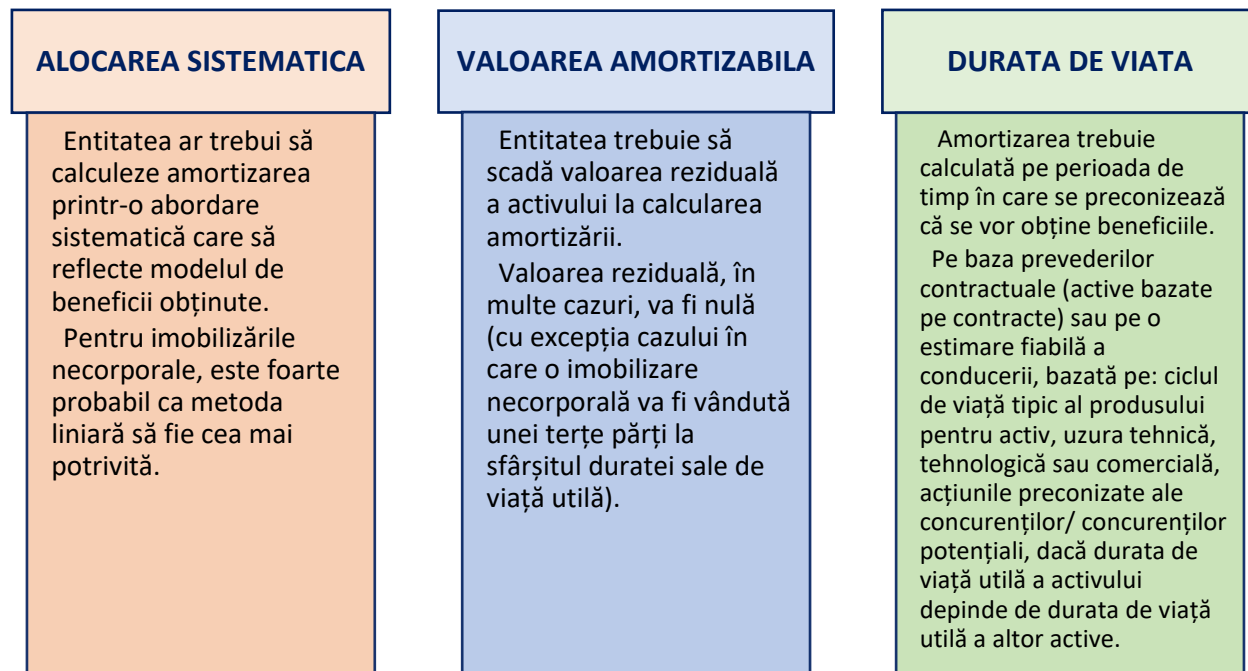 ALOCAREA SISTEMATICA
Entitatea ar trebui să
calculeze amortizarea
printr-o abordare
sistematică care să
reflecte modelul de
beneficii obținute.
Pentru imobilizările
necorporale, este foarte
probabil ca metoda
liniară să fie cea mai
potrivită.
VALOAREA AMORTIZABILA
Entitatea trebuie să
scadă valoarea reziduală
a activului la calcularea
amortizării.
Valoarea reziduală, în
multe cazuri, va fi nulă
(cu excepția cazului în
care o imobilizare
necorporală va fi vândută
unei terțe părți la
sfârșitul duratei sale de
viață utilă).
DURATA DE VIATA
Amortizarea trebuie
calculată pe perioada de
timp în care se preconizează
că se vor obține beneficiile.
Pe baza prevederilor
contractuale (active bazate
pe contracte) sau pe o
estimare fiabilă a
conducerii, bazată pe: ciclul
de viață tipic al produsului
pentru activ, uzura tehnică,
tehnologică sau comercială,
acțiunile preconizate ale
concurenților/ concurenților
potențiali, dacă durata de
viață utilă a activului
depinde de durata de viață
utilă a altor active.